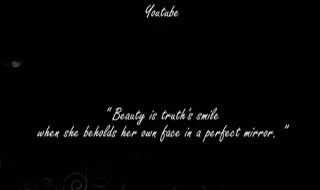 Youtube
"Beauty is truth's smile
when she beholds her own face in a perfect mirror. "